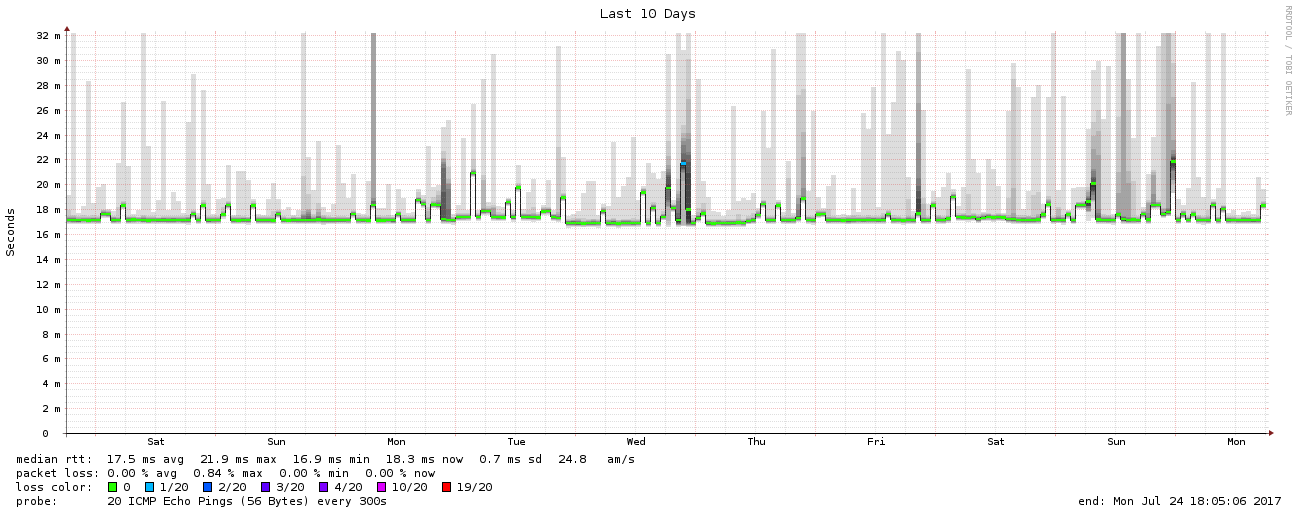 Last 10 Days
RRDTOOL / TOBI OETIKER
Seconds
32 m
30 m
28 m
26 m
24 m
22 m
20 m
18 m
16 m
14 m
12 m
10 m
8 m
6 m
4 m
2 m
0
Sat Sun Mon Tue Wed Thu Fri Sat Sun Mon
median rtt: 17.5 ms avg 21.9 ms max 16.9 ms min 18.3 ms now 0.7 ms sd 24.8 am/s
packet loss: 0.00 % avg 0.84 % max 0.00 % min 0.00 % now
loss color: 0 1/20 2/20 3/20 4/20 10/20 19/20
probe: 20 ICMP Echo Pings (56 Bytes) every 300s end: Mon Jul 24 18:05:06 2017